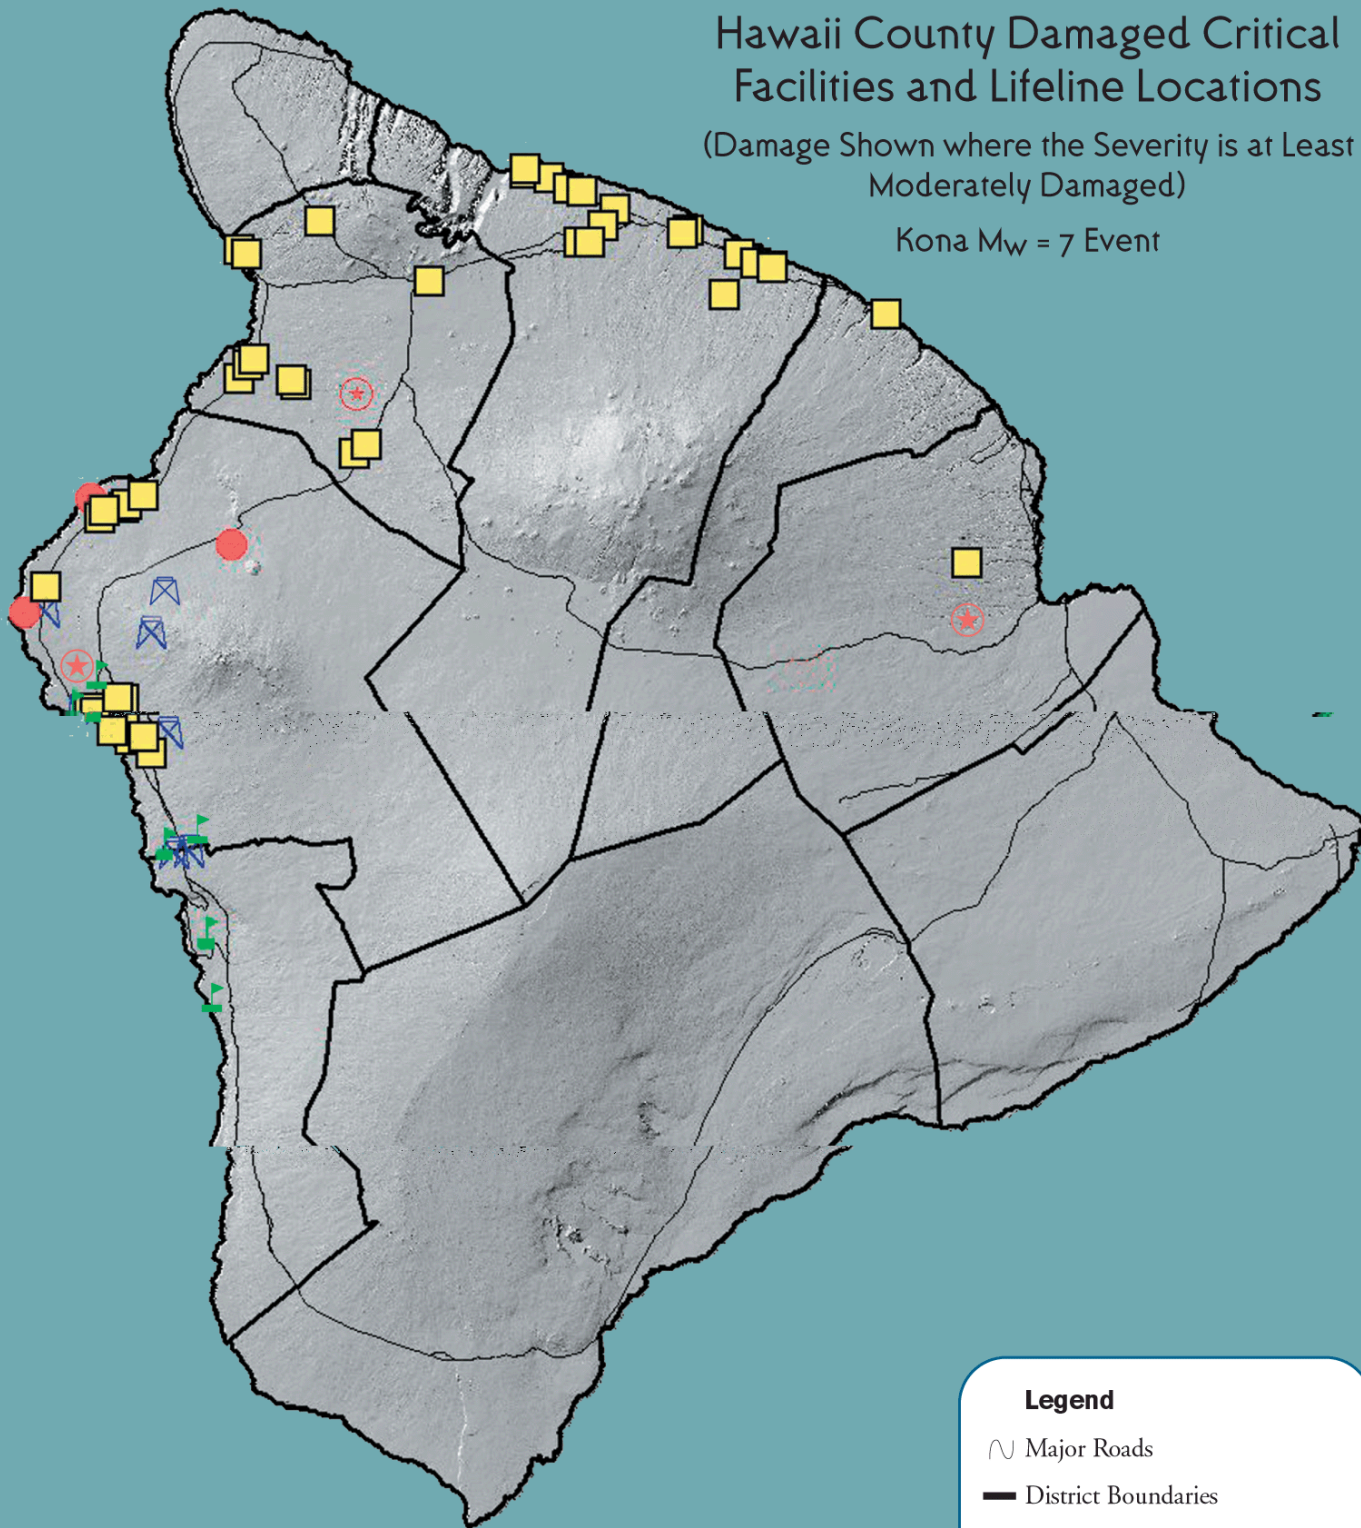 Hawaii County Damaged Critical
Facilities and Lifeline Locations
(Damage Shown where the Severity is at Least
Moderately Damaged)
Kona Mw = 7 Event
Legend
Major Roads
District Boundaries